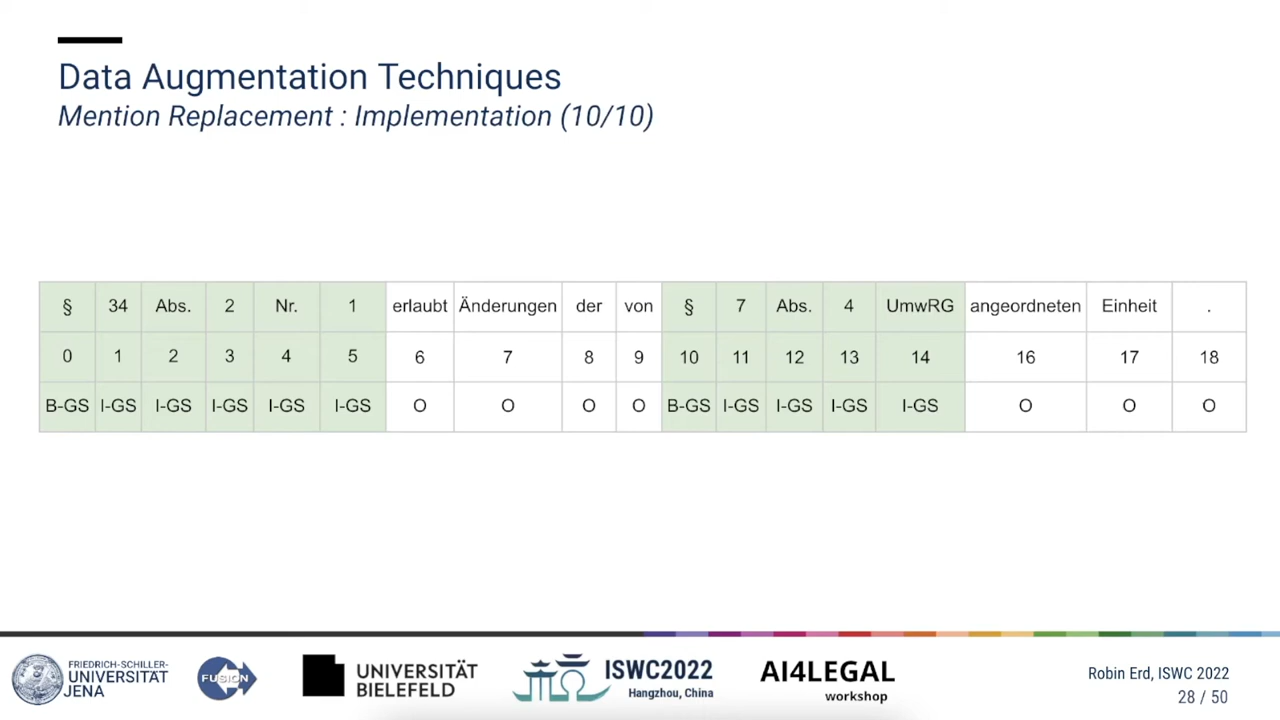 Data Augmentation Techniques
Mention Replacement : Implementation (10/10)
§ 34 Abs. 2 Nr. 1 erlaubt Änderungen der von § 7 Abs. 4 UmwRG angeordneten Einheit .
0 1 2 3 4 5 6 7 8 9 10 11 12 13 14 16 17 18
B-GS I-GS I-GS I-GS I-GS I-GS O O O O B-GS I-GS I-GS I-GS I-GS O O O
FRIEDRICH-SCHILLER-
UNIVERSITÄT
JENA
FUSION
UNIVERSITÄT
BIELEFELD
ISWC2022
Hangzhou, China
AI4LEGAL
workshop
Robin Erd, ISWC 2022
28 / 50